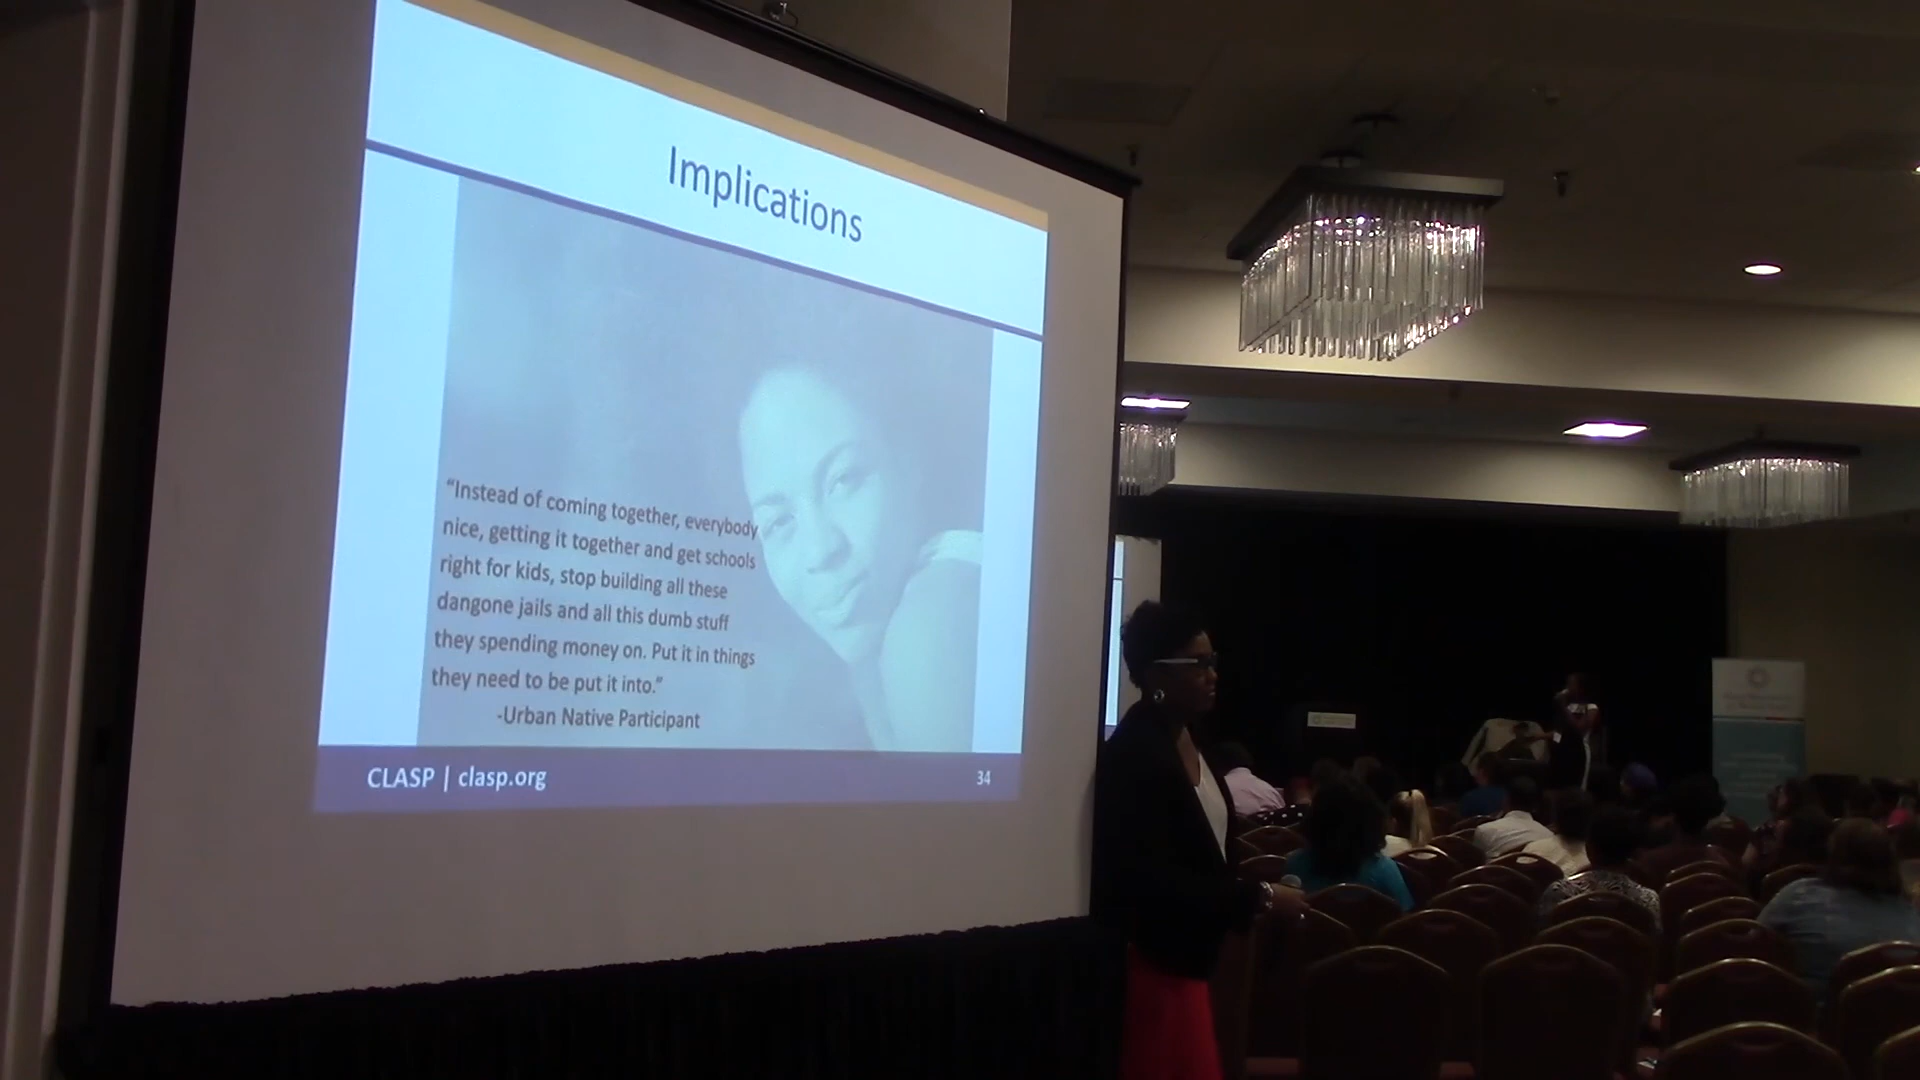 Implications
“Instead of coming together, everybody
nice, getting it together and get schools
right for kids, stop building all these
dangone jails and all this dumb stuff
they spending money on. Put it in things
they need to be put it into.”
-Urban Native Participant
CLASP | clasp.org
34